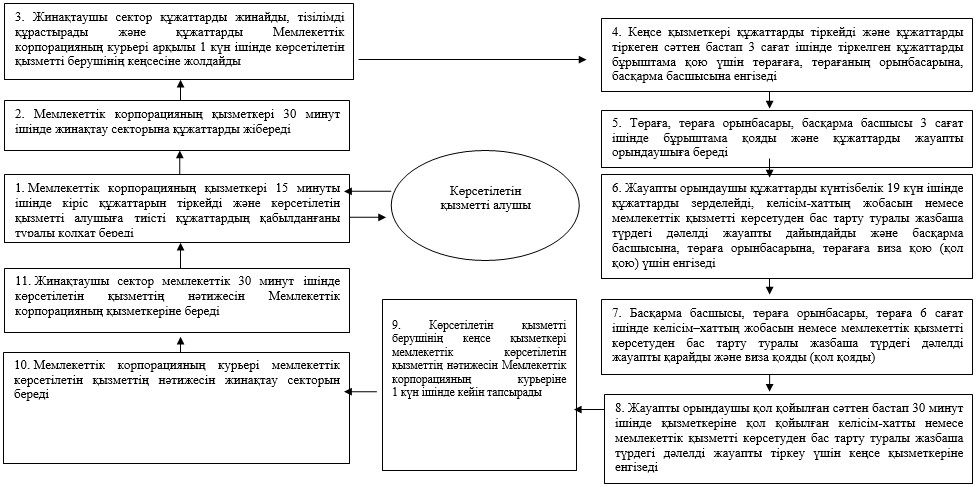 3. Жинақтаушы сектор құжаттарды жинайды, тізілімді
құрастырады және құжаттарды Мемлекеттік
корпорацияның курьері арқылы 1 күн ішінде көрсетілетін
қызметті берушінің кеңсесіне жолдайды
4. Кеңсе қызметкері құжаттарды тіркейді және құжаттарды
тіркеген сәттен бастап 3 сағат ішінде тіркелген құжаттарды
бұрыштама қою үшін төрағаға, төрағаның орынбасарына,
басқарма басшысына енгізеді
2. Мемлекеттік корпорацияның қызметкері 30 минут
ішінде жинақтау секторына құжаттарды жібереді
5. Төраға, төраға орынбасары, басқарма басшысы 3 сағат
ішінде бұрыштама қояды және құжаттарды жауапты
орындаушыға береді
1. Мемлекеттік корпорацияның қызметкері 15 минуты
ішінде кіріс құжаттарын тіркейді және көрсетілетін
қызметті алушыға тиісті құжаттардың қабылданғаны
туралы қолхат береді
Көрсетілетін
қызметті алушы
6. Жауапты орындаушы құжаттарды күнтізбелік 19 күн ішінде
құжаттарды зерделейді, келісім-хаттың жобасын немесе
мемлекеттік қызметті көрсетуден бас тарту туралы жазбаша
түрдегі дәлелді жауапты дайындайды және басқарма
басшысына, төраға орынбасарына, төрағаға виза қою (қол
қою) үшін енгізеді
11. Жинақтаушы сектор мемлекеттік 30 минут ішінде
көрсетілетін қызметтің нәтижесін Мемлекеттік
корпорацияның қызметкеріне береді
7. Басқарма басшысы, төраға орынбасары, төраға 6 сағат
ішінде келісім–хаттың жобасын немесе мемлекеттік қызметті
көрсетуден бас тарту туралы жазбаша түрдегі дәлелді
жауапты қарайды және виза қояды (қол қояды)
9. Көрсетілетін қызметті
берушінің кеңсе қызметкері
мемлекеттік көрсетілетін
қызметтің нәтижесін Мемлекеттік
корпорацияның курьеріне
1 күн ішінде кейін тапсырады
10. Мемлекеттік корпорацияның курьері мемлекеттік
көрсетілетін қызметтің нәтижесін жинақтау секторын
береді
8. Жауапты орындаушы қол қойылған сәттен бастап 30 минут
ішінде қызметкеріне қол қойылған келісім-хатты немесе
мемлекеттік қызметті көрсетуден бас тарту туралы жазбаша
түрдегі дәлелді жауапты тіркеу үшін кеңсе қызметкеріне
енгізеді